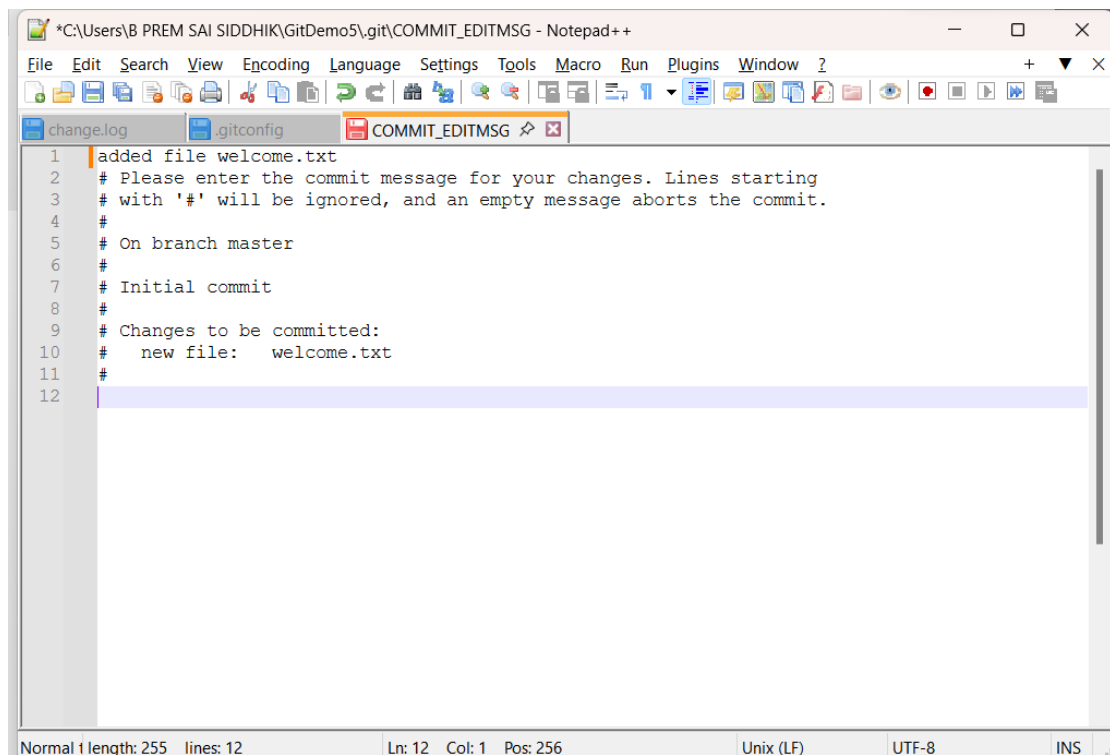 *C:\Users\B PREM SAI SIDDHIK\GitDemo5\.git\COMMIT_EDITMSG - Notepad++
File Edit Search View Encoding Language Settings Tools Macro Run Plugins Window ? + ▼ X
change.log .gitconfig COMMIT_EDITMSG
1 added file welcome.txt
2 # Please enter the commit message for your changes. Lines starting
3 # with '#' will be ignored, and an empty message aborts the commit.
4 #
5 # On branch master
6 #
7 # Initial commit
8 #
9 # Changes to be committed:
10 #   new file:   welcome.txt
11 #
12
Normal t length: 255 lines: 12 Ln: 12 Col: 1 Pos: 256 Unix (LF) UTF-8 INS